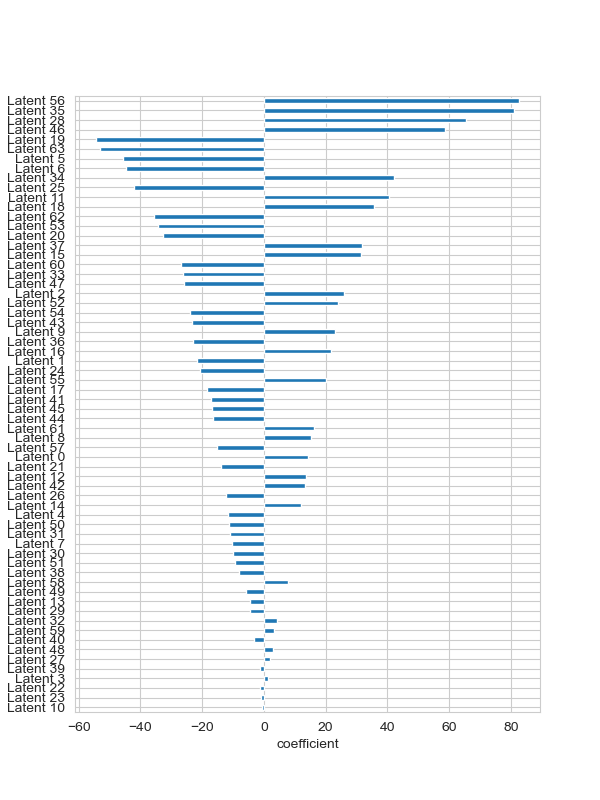 Latent 56
Latent 35
Latent 28
Latent 46
Latent 19
Latent 63
Latent 5
Latent 6
Latent 34
Latent 25
Latent 11
Latent 18
Latent 62
Latent 53
Latent 20
Latent 37
Latent 15
Latent 60
Latent 33
Latent 47
Latent 2
Latent 52
Latent 54
Latent 43
Latent 9
Latent 36
Latent 16
Latent 1
Latent 24
Latent 55
Latent 17
Latent 41
Latent 45
Latent 44
Latent 61
Latent 8
Latent 57
Latent 0
Latent 21
Latent 12
Latent 42
Latent 26
Latent 14
Latent 4
Latent 50
Latent 31
Latent 7
Latent 30
Latent 51
Latent 38
Latent 58
Latent 49
Latent 13
Latent 29
Latent 32
Latent 59
Latent 40
Latent 48
Latent 27
Latent 39
Latent 3
Latent 22
Latent 23
Latent 10
−60 −40 −20 0 20 40 60 80
coefficient